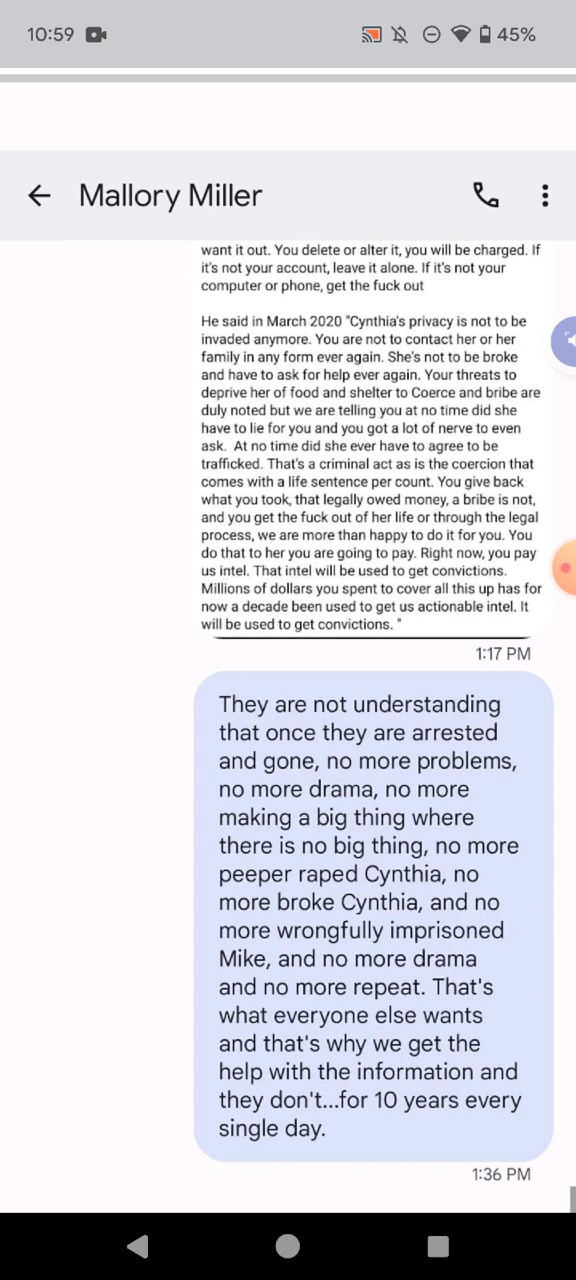 10:59
45%
Mallory Miller
want it out. You delete or alter it, you will be charged. If
it's not your account, leave it alone. If it's not your
computer or phone, get the fuck out
He said in March 2020 "Cynthia's privacy is not to be
invaded anymore. You are not to contact her or her
family in any form ever again. She's not to be broke
and have to ask for help ever again. Your threats to
deprive her of food and shelter to Coerce and bribe are
duly noted but we are telling you at no time did she
have to lie for you and you got a lot of nerve to even
ask.  At no time did she ever have to agree to be
trafficked. That's a criminal act as is the coercion that
comes with a life sentence per count. You give back
what you took, that legally owed money, a bribe is not,
and you get the fuck out of her life or through the legal
process, we are more than happy to do it for you. You
do that to her you are going to pay. Right now, you pay
us intel. That intel will be used to get convictions.
Millions of dollars you spent to cover all this up has for
now a decade been used to get us actionable intel. It
will be used to get convictions. "
1:17 PM
They are not understanding
that once they are arrested
and gone, no more problems,
no more drama, no more
making a big thing where
there is no big thing, no more
peeper raped Cynthia, no
more broke Cynthia, and no
more wrongfully imprisoned
Mike, and no more drama
and no more repeat. That's
what everyone else wants
and that's why we get the
help with the information and
they don't...for 10 years every
single day.
1:36 PM